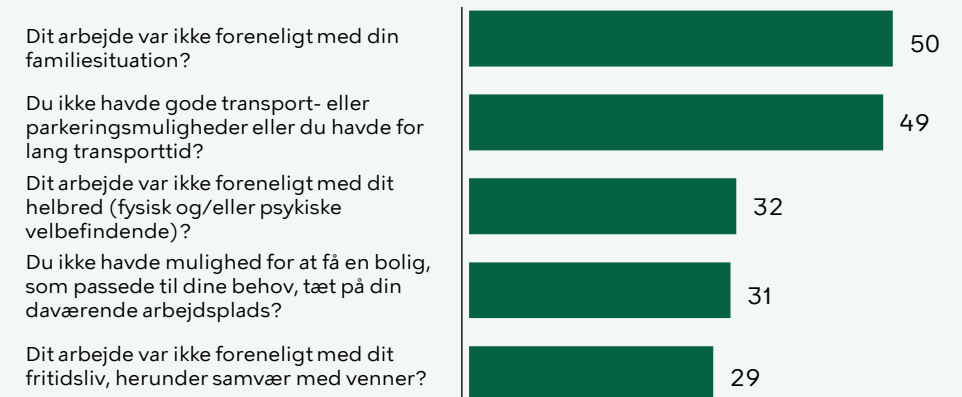 Dit arbejde var ikke foreneligt med din
familiesituation?
50
Du ikke havde gode transport- eller
parkeringsmuligheder eller du havde for
lang transporttid?
49
Dit arbejde var ikke foreneligt med dit
helbred (fysisk og/eller psykiske
velbefindende)?
32
Du ikke havde mulighed for at få en bolig,
som passede til dine behov, tæt på din
daværende arbejdsplads?
31
Dit arbejde var ikke foreneligt med dit
fritidsliv, herunder samvær med venner?
29